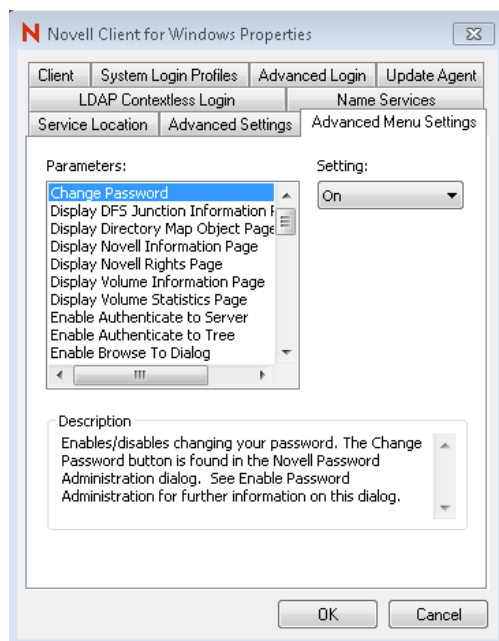 N Novell Client for Windows Properties
Client System Login Profiles Advanced Login Update Agent
LDAP Contextless Login Name Services
Service Location Advanced Settings Advanced Menu Settings
Parameters: Setting:
Change Password On
Display DFS Junction Information P
Display Directory Map Object Page
Display Novell Information Page
Display Novell Rights Page
Display Volume Information Page
Display Volume Statistics Page
Enable Authenticate to Server
Enable Authenticate to Tree
Enable Browse To Dialog
Description
Enables/disables changing your password. The Change
Password button is found in the Novell Password
Administration dialog. See Enable Password
Administration for further information on this dialog.
OK Cancel